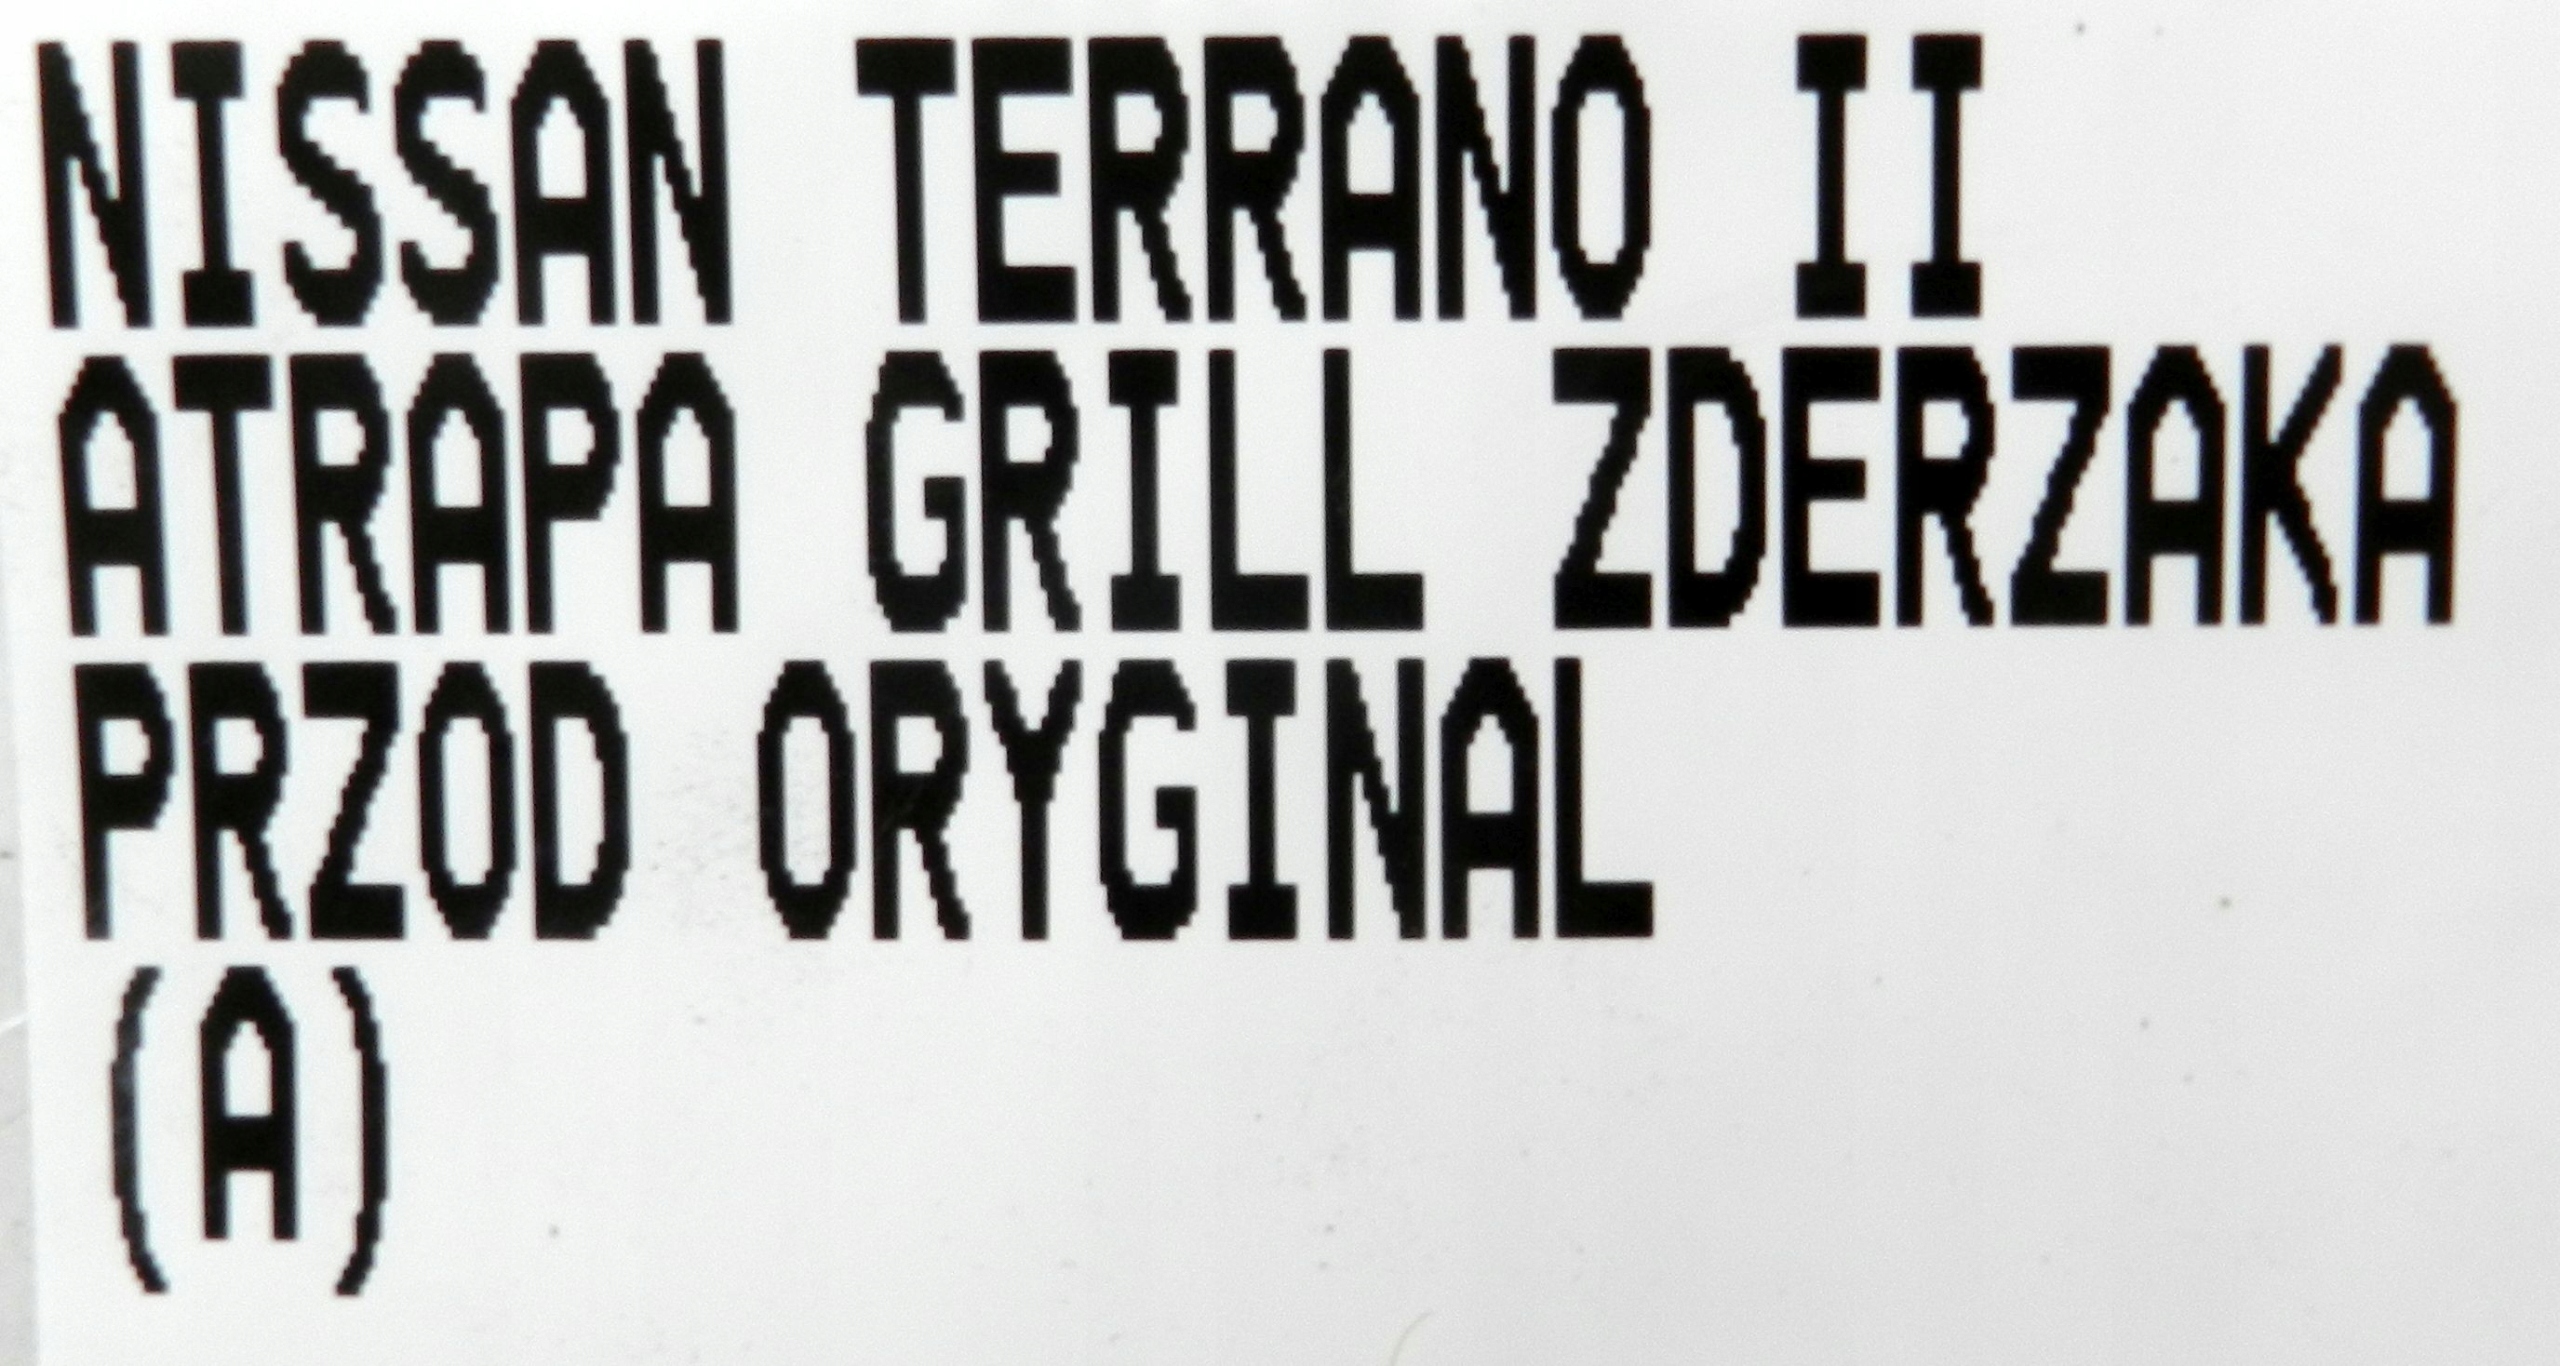 NISSAN TERRANO II
ATRAPA GRILL ZDERZAKA
PRZOD ORYGINAL
(A)